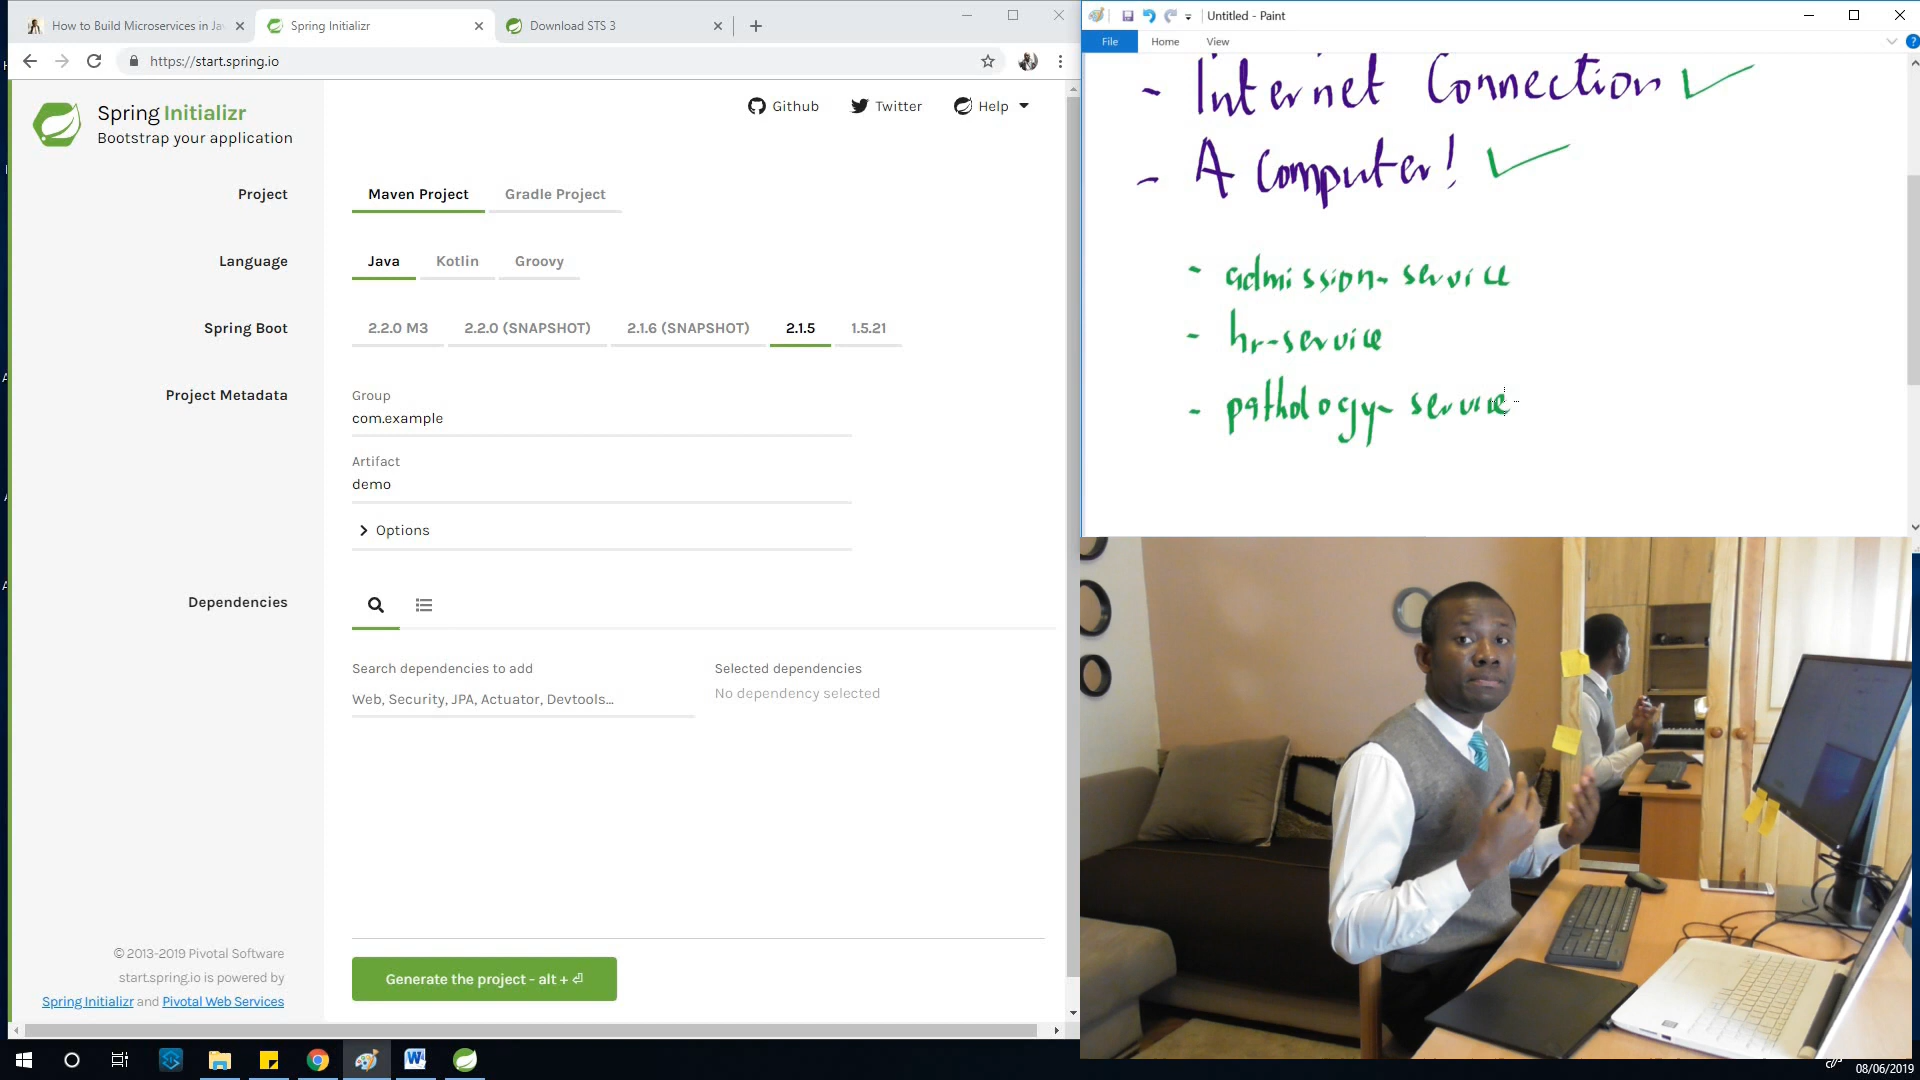 How to Build Microservices in Ja
Spring Initializr
Download STS 3
https://start.spring.io
Spring Initializr
Bootstrap your application
Github
Twitter
Help
Project
Maven Project
Gradle Project
Language
Java
Kotlin
Groovy
Spring Boot
2.2.0 M3
2.2.0 (SNAPSHOT)
2.1.6 (SNAPSHOT)
2.1.5
1.5.21
Project Metadata
Group
com.example
Artifact
demo
Options
Dependencies
Search dependencies to add
Web, Security, JPA, Actuator, Devtools...
Selected dependencies
No dependency selected
© 2013-2019 Pivotal Software
start.spring.io is powered by
Spring Initializr and Pivotal Web Services
Generate the project - alt + ⏎
Untitled - Paint
File
Home
View
- Internet Connection ✓
- A Computer! ✓
- admission-service
- hr-service
- pathology-service
08/06/2019